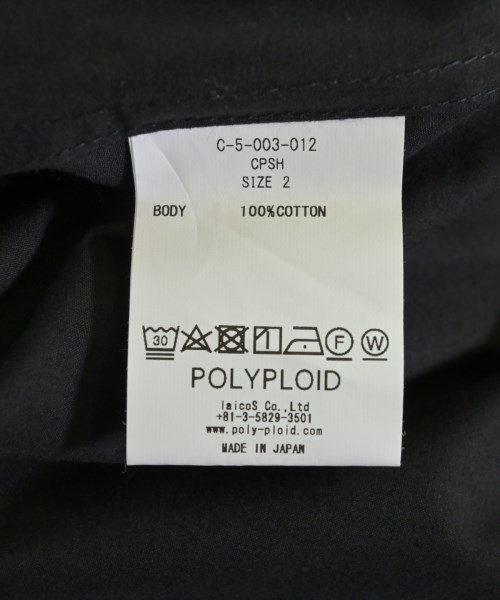 C-5-003-012
CPSH
SIZE 2
BODY 100%COTTON
30 F W
POLYPLOID
laicoS Co.,Ltd
+81-3-5829-3501
www.poly-ploid.com
MADE IN JAPAN